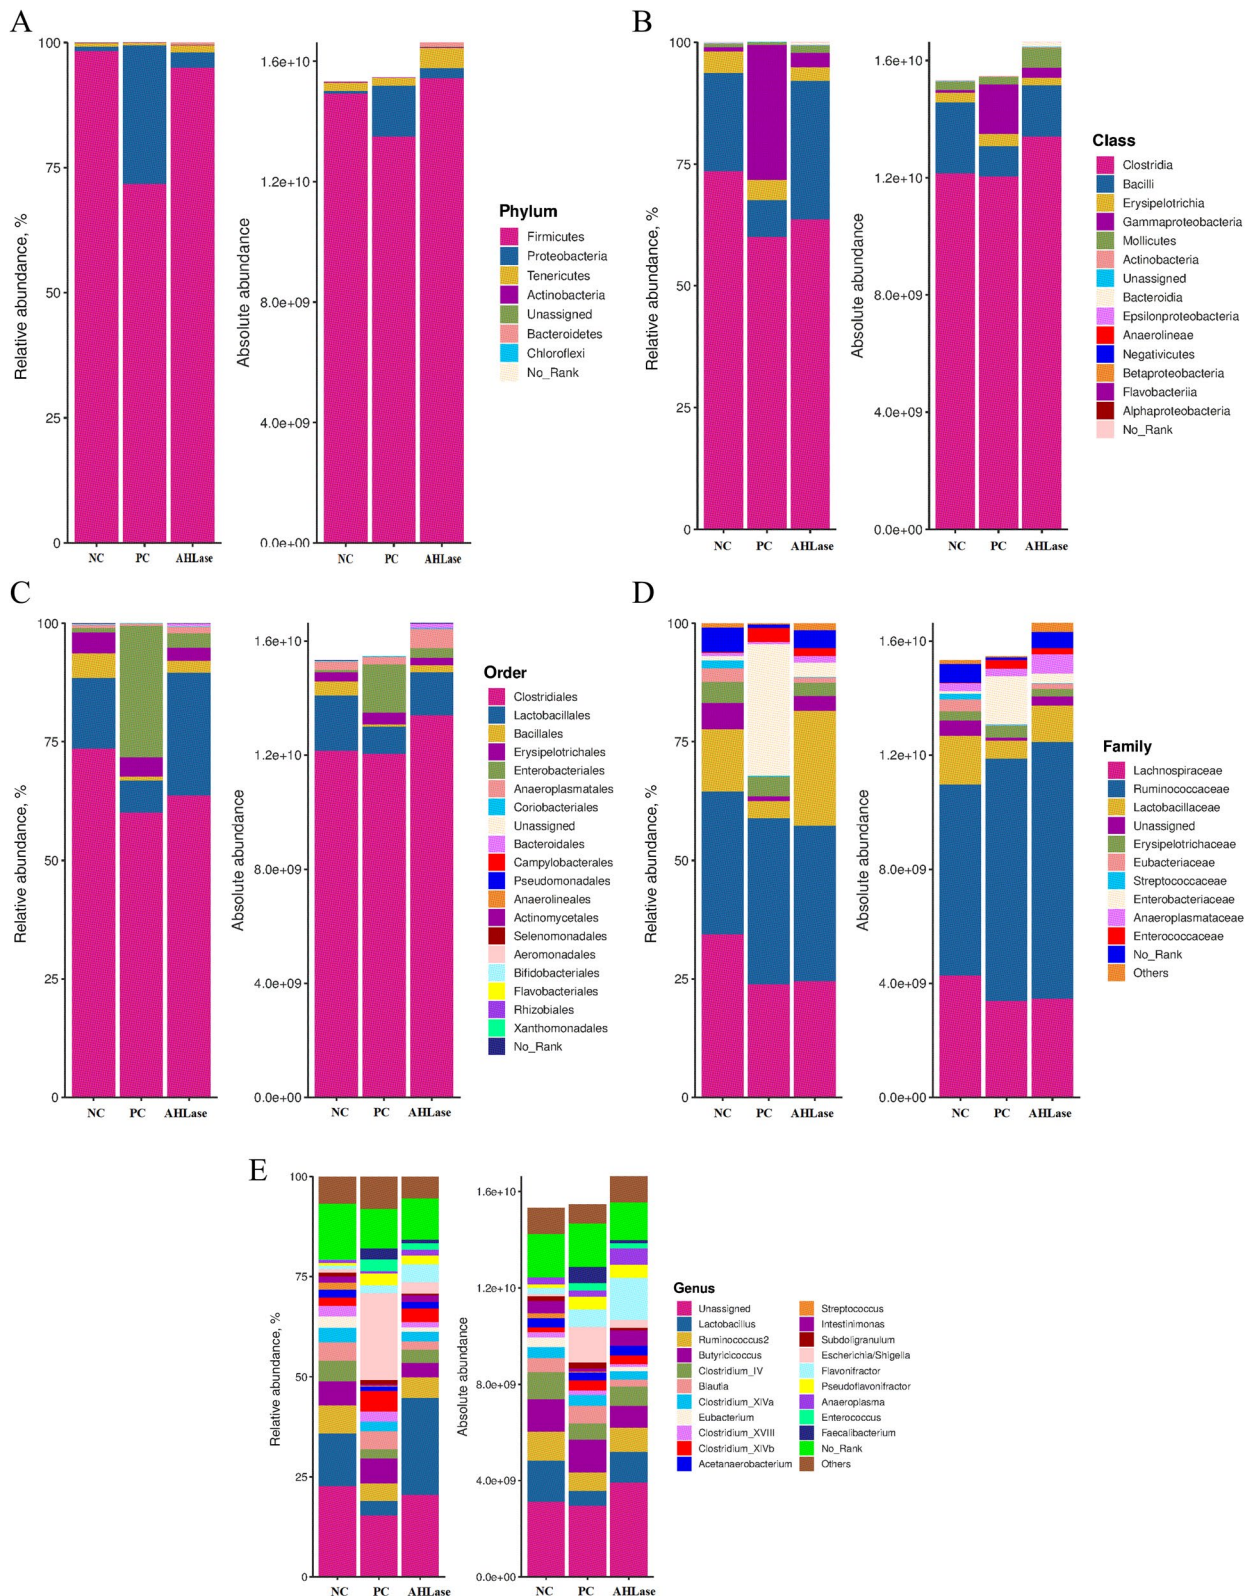 A
Relative abundance, %
100
75
50
25
0
NC PC AHLase
Absolute abundance
1.6e+10
1.2e+10
8.0e+09
4.0e+09
0.0e+00
NC PC AHLase
Phylum
Firmicutes
Proteobacteria
Tenericutes
Actinobacteria
Unassigned
Bacteroidetes
Chloroflexi
No_Rank
B
Relative abundance, %
100
75
50
25
0
NC PC AHLase
Absolute abundance
1.6e+10
1.2e+10
8.0e+09
4.0e+09
0.0e+00
NC PC AHLase
Class
Clostridia
Bacilli
Erysipelotrichia
Gammaproteobacteria
Mollicutes
Actinobacteria
Unassigned
Bacteroidia
Epsilonproteobacteria
Anaerolineae
Negativicutes
Betaproteobacteria
Flavobacteriia
Alphaproteobacteria
No_Rank
C
Relative abundance, %
100
75
50
25
0
NC PC AHLase
Absolute abundance
1.6e+10
1.2e+10
8.0e+09
4.0e+09
0.0e+00
NC PC AHLase
Order
Clostridiales
Lactobacillales
Bacillales
Erysipelotrichales
Enterobacteriales
Anaeroplasmatales
Coriobacteriales
Unassigned
Bacteroidales
Campylobacterales
Pseudomonadales
Anaerolineales
Actinomycetales
Selenomonadales
Aeromonadales
Bifidobacteriales
Flavobacteriales
Rhizobiales
Xanthomonadales
No_Rank
D
Relative abundance, %
100
75
50
25
0
NC PC AHLase
Absolute abundance
1.6e+10
1.2e+10
8.0e+09
4.0e+09
0.0e+00
NC PC AHLase
Family
Lachnospiraceae
Ruminococcaceae
Lactobacillaceae
Unassigned
Erysipelotrichaceae
Eubacteriaceae
Streptococcaceae
Enterobacteriaceae
Anaeroplasmataceae
Enterococcaceae
No_Rank
Others
E
Relative abundance, %
100
75
50
25
0
NC PC AHLase
Absolute abundance
1.6e+10
1.2e+10
8.0e+09
4.0e+09
0.0e+00
NC PC AHLase
Genus
Unassigned
Lactobacillus
Ruminococcus2
Butyricicoccus
Clostridium_IV
Blautia
Clostridium_XIVa
Eubacterium
Clostridium_XVIII
Clostridium_XIVb
Acetanaerobacterium
Streptococcus
Intestinimonas
Subdoligranulum
Escherichia/Shigella
Flavonifractor
Pseudoflavonifractor
Anaeroplasma
Enterococcus
Faecalibacterium
No_Rank
Others